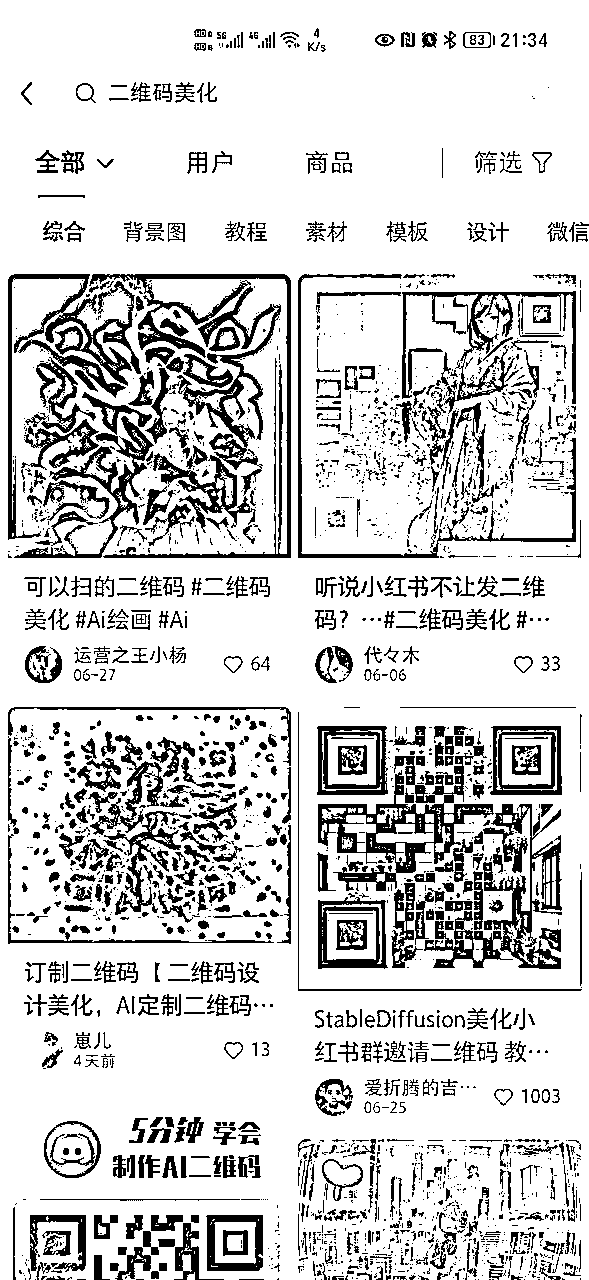 HD 5G 4G 4 K/s 83 21:34
二维码美化
全部 用户 商品 筛选
综合 背景图 教程 素材 模板 设计 微信
可以扫的二维码 #二维码
美化 #Ai绘画 #Ai
运营之王小杨
06-27
64
听说小红书不让发二维
码？…#二维码美化 #…
代々木
06-06
33
订制二维码【 二维码设
计美化，AI定制二维码…
崽儿
4天前
13
StableDiffusion美化小
红书群邀请二维码 教…
爱折腾的吉…
06-25
1003
5分钟 学会
制作AI二维码